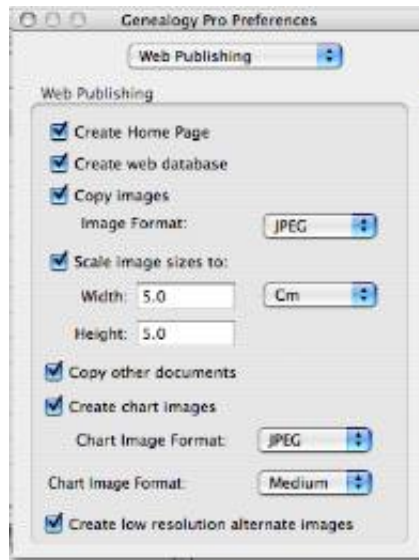 Genealogy Pro Preferences
Web Publishing
Web Publishing
Create Home Page
Create web database
Copy images
Image Format: JPEG
Scale image sizes to:
Width: 5.0 Cm
Height: 5.0
Copy other documents
Create chart images
Chart Image Format: JPEG
Chart Image Format: Medium
Create low resolution alternate images